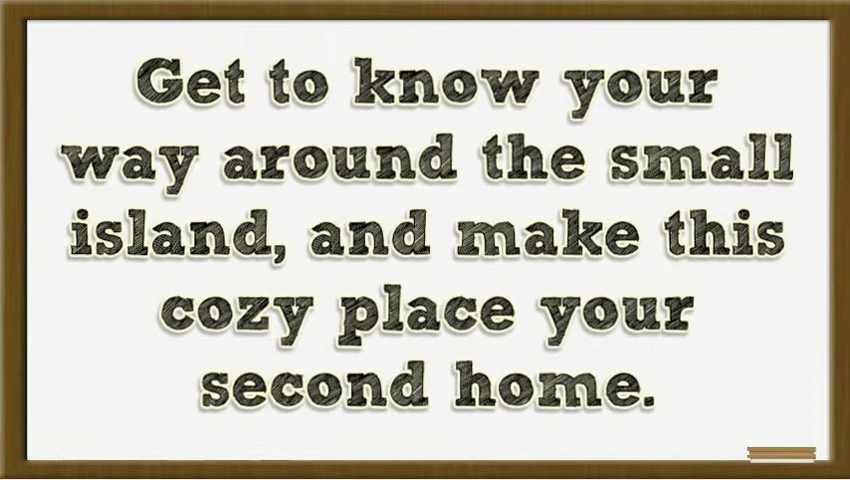 Get to know your
way around the small
island, and make this
cozy place your
second home.